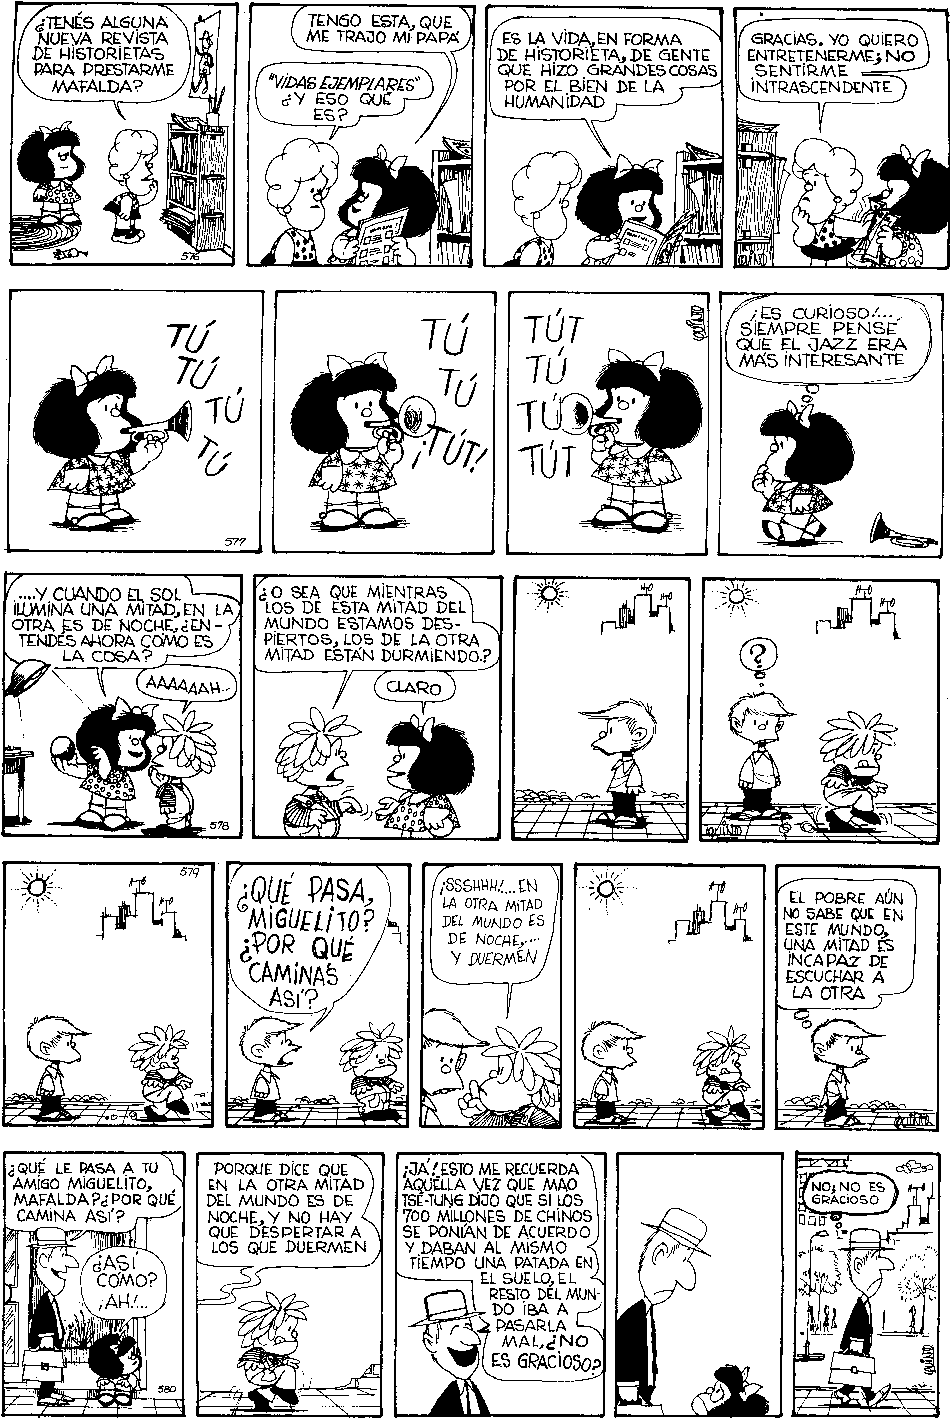 ¿TENÉS ALGUNA
NUEVA REVISTA
DE HISTORIETAS
PARA PRESTARME
MAFALDA?
576
TENGO ESTA, QUE
ME TRAJO MI PAPÁ
"VIDAS EJEMPLARES"
¿Y ESO QUÉ
ES?
ES LA VIDA, EN FORMA
DE HISTORIETA, DE GENTE
QUE HIZO GRANDES COSAS
POR EL BIEN DE LA
HUMANIDAD
GRACIAS. YO QUIERO
ENTRETENERME; NO
SENTIRME
INTRASCENDENTE
QUINO
TÚ
TÚ
TÚ
TÚ
577
TÚ
TÚ
¡TÚT!
TÚT
TÚ
TÚ
TÚT
QUINO
¡ES CURIOSO!...
SIEMPRE PENSÉ
QUE EL JAZZ ERA
MÁS INTERESANTE
....Y CUANDO EL SOL
ILUMINA UNA MITAD, EN LA
OTRA ES DE NOCHE, ¿EN-
TENDÉS AHORA CÓMO ES
LA COSA?
AAAAAAH..
578
¿O SEA QUE MIENTRAS
LOS DE ESTA MITAD DEL
MUNDO ESTAMOS DES-
PIERTOS, LOS DE LA OTRA
MITAD ESTÁN DURMIENDO?
CLARO
?
QUINO
579
¿QUÉ PASA,
MIGUELITO?
¿POR QUÉ
CAMINAS
ASÍ?
¡SSSHHH!...EN
LA OTRA MITAD
DEL MUNDO ES
DE NOCHE,...
Y DUERMEN
EL POBRE AÚN
NO SABE QUE EN
ESTE MUNDO,
UNA MITAD ES
INCAPAZ DE
ESCUCHAR A
LA OTRA
QUINO
¿QUÉ LE PASA A TU
AMIGO MIGUELITO,
MAFALDA? ¿POR QUÉ
CAMINA ASÍ?
¿ASÍ
CÓMO?
¡AH!...
580
PORQUE DICE QUE
EN LA OTRA MITAD
DEL MUNDO ES DE
NOCHE, Y NO HAY
QUE DESPERTAR A
LOS QUE DUERMEN
¡JÁ! ESTO ME RECUERDA
AQUELLA VEZ QUE MAO
TSÉ-TUNG DIJO QUE SI LOS
700 MILLONES DE CHINOS
SE PONÍAN DE ACUERDO
Y DABAN AL MISMO
TIEMPO UNA PATADA EN
EL SUELO, EL
RESTO DEL MUN-
DO IBA A
PASARLA
MAL, ¿NO
ES GRACIOSO?
NO; NO ES
GRACIOSO
QUINO